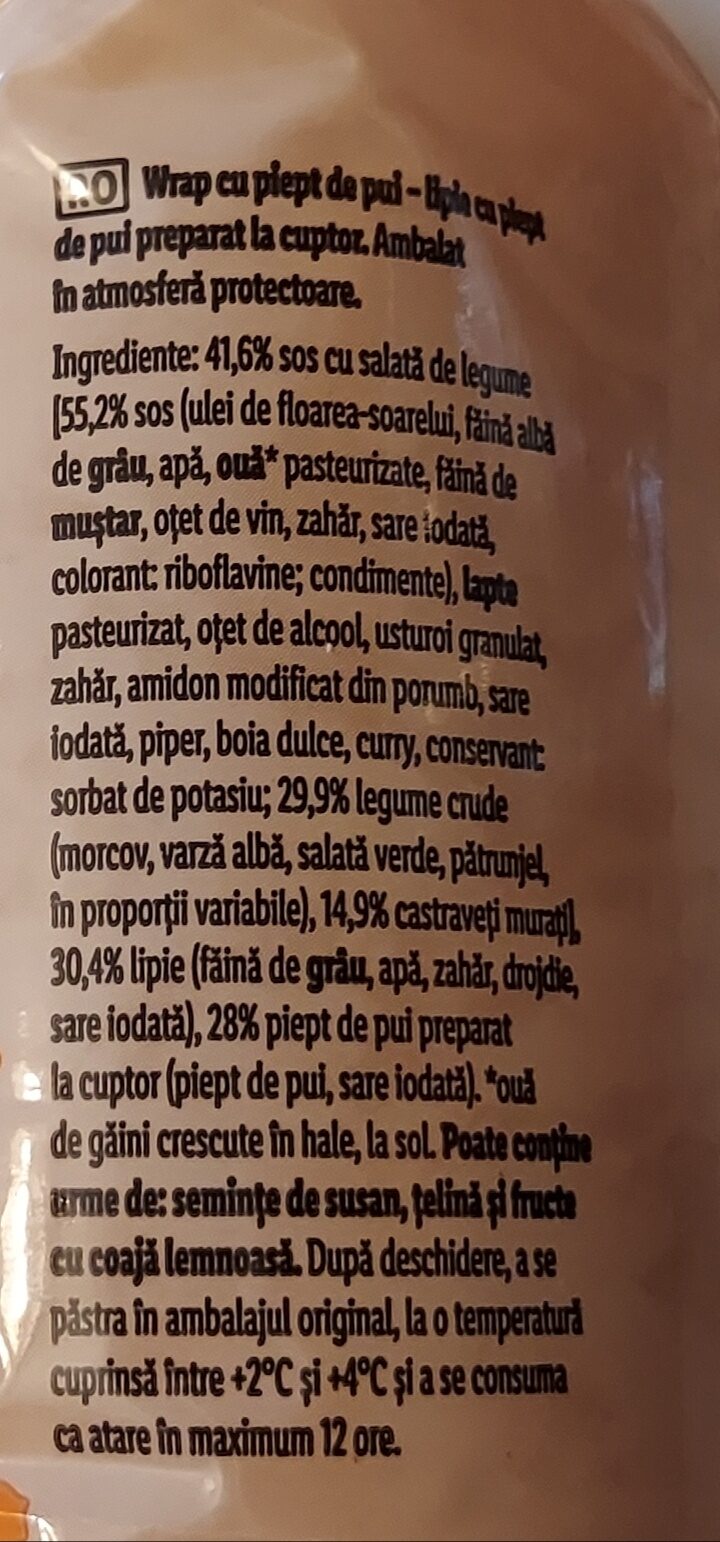 RO Wrap cu piept de pui – lipie cu piept
de pui preparat la cuptor. Ambalat
în atmosferă protectoare.
Ingrediente: 41,6% sos cu salată de legume
[55,2% sos (ulei de floarea-soarelui, făină albă
de grâu, apă, ouă* pasteurizate, făină de
muștar, oțet de vin, zahăr, sare iodată,
colorant: riboflavine; condimente), lapte
pasteurizat, oțet de alcool, usturoi granulat,
zahăr, amidon modificat din porumb, sare
iodată, piper, boia dulce, curry, conservant:
sorbat de potasiu; 29,9% legume crude
(morcov, varză albă, salată verde, pătrunjel,
în proporții variabile), 14,9% castraveți murați],
30,4% lipie (făină de grâu, apă, zahăr, drojdie,
sare iodată), 28% piept de pui preparat
la cuptor (piept de pui, sare iodată). *ouă
de găini crescute în hale, la sol. Poate conține
urme de: semințe de susan, țelină și fructe
cu coajă lemnoasă. După deschidere, a se
păstra în ambalajul original, la o temperatură
cuprinsă între +2°C și +4°C și a se consuma
ca atare în maximum 12 ore.